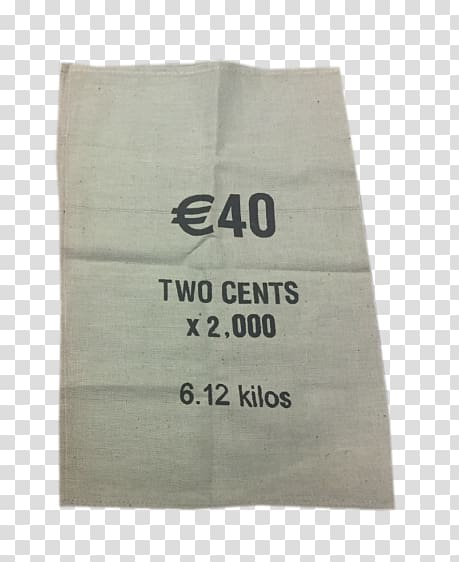 €40
TWO CENTS
x 2,000
6.12 kilos